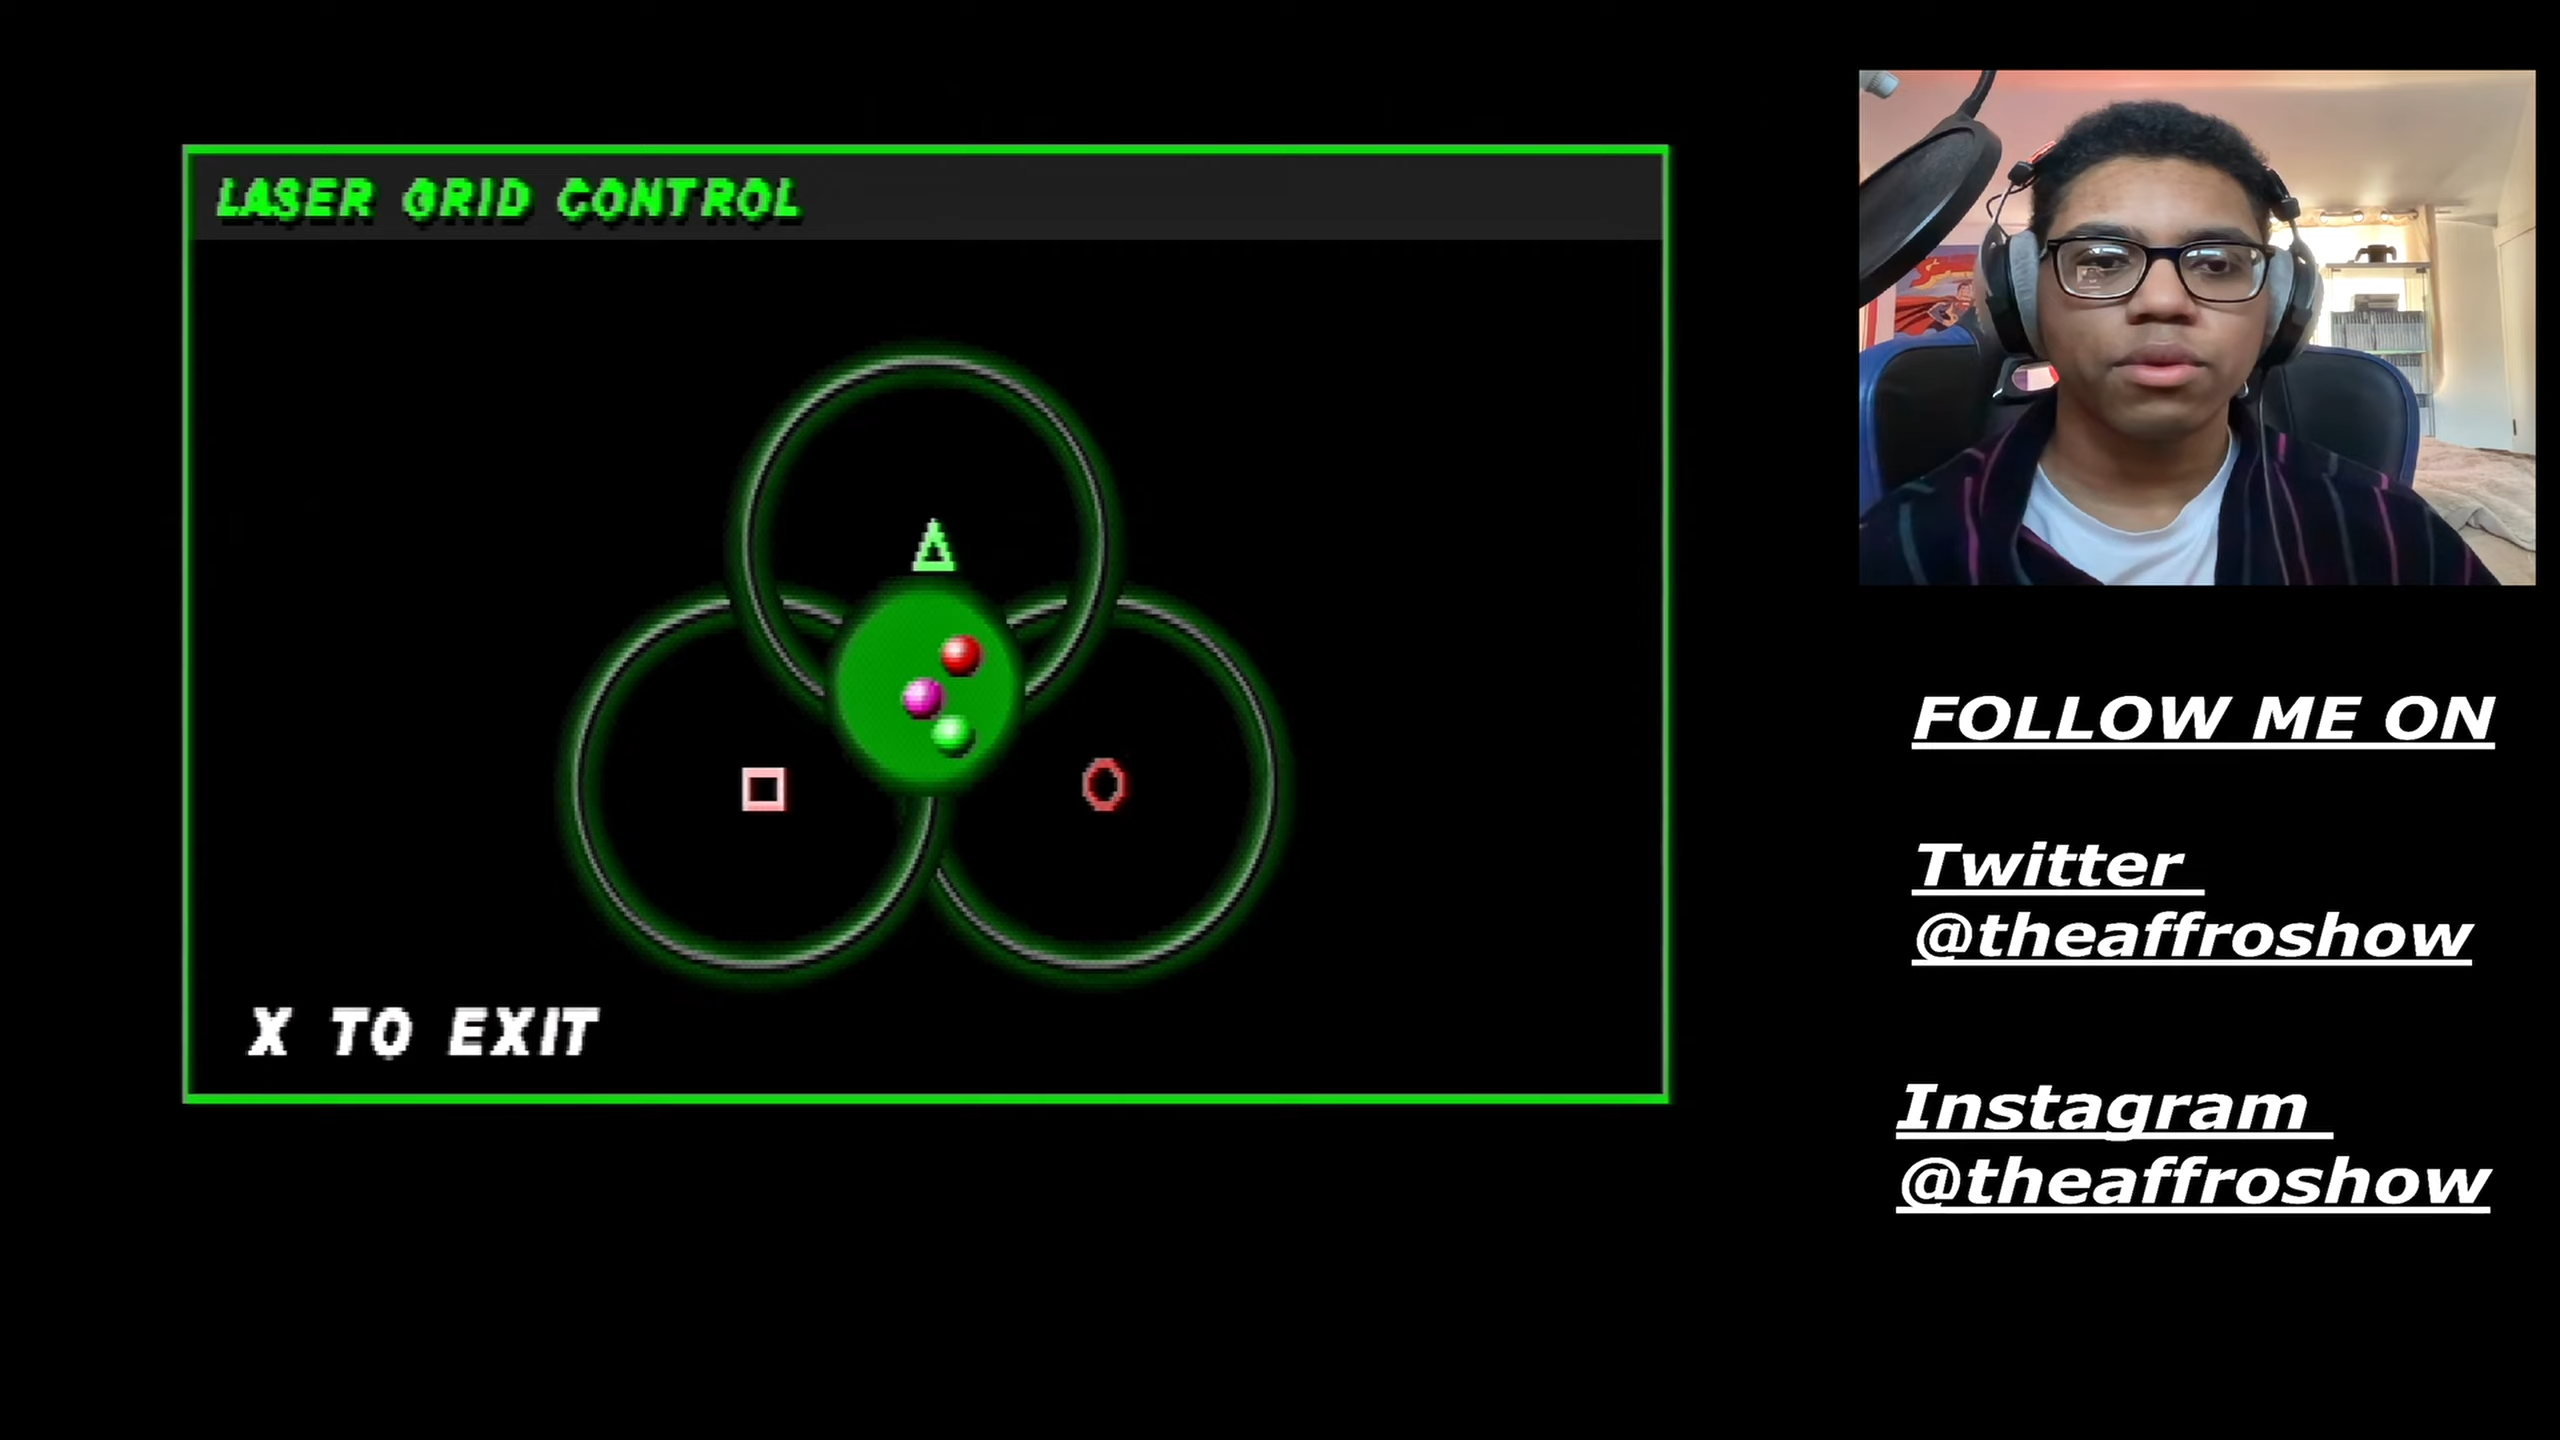 LASER GRID CONTROL
X TO EXIT
FOLLOW ME ON
Twitter
@theaffroshow
Instagram
@theaffroshow